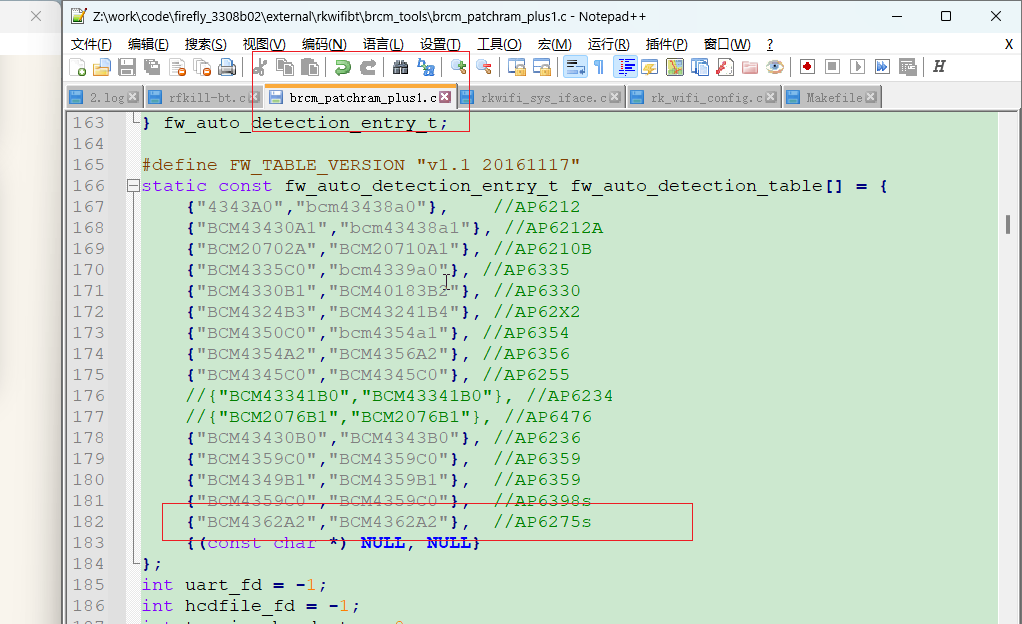 Z:\work\code\firefly_3308b02\external\rkwifibt\brcm_tools\brcm_patchram_plus1.c - Notepad++
文件(F) 编辑(E) 搜索(S) 视图(V) 编码(N) 语言(L) 设置(T) 工具(O) 宏(M) 运行(R) 插件(P) 窗口(W) ? X
2.log rfkill-bt.c brcm_patchram_plus1.c rkwifi_sys_iface.c rk_wifi_config.c Makefile
163 } fw_auto_detection_entry_t;
164
165 #define FW_TABLE_VERSION "v1.1 20161117"
166 static const fw_auto_detection_entry_t fw_auto_detection_table[] = {
167 {"4343A0","bcm43438a0"}, //AP6212
168 {"BCM43430A1","bcm43438a1"}, //AP6212A
169 {"BCM20702A","BCM20710A1"}, //AP6210B
170 {"BCM4335C0","bcm4339a0"}, //AP6335
171 {"BCM4330B1","BCM40183B2"}, //AP6330
172 {"BCM4324B3","BCM43241B4"}, //AP62X2
173 {"BCM4350C0","bcm4354a1"}, //AP6354
174 {"BCM4354A2","BCM4356A2"}, //AP6356
175 {"BCM4345C0","BCM4345C0"}, //AP6255
176 //{"BCM43341B0","BCM43341B0"}, //AP6234
177 //{"BCM2076B1","BCM2076B1"}, //AP6476
178 {"BCM43430B0","BCM4343B0"}, //AP6236
179 {"BCM4359C0","BCM4359C0"}, //AP6359
180 {"BCM4349B1","BCM4359B1"}, //AP6359
181 {"BCM4359C0","BCM4359C0"}, //AP6398s
182 {"BCM4362A2","BCM4362A2"}, //AP6275s
183 {(const char *) NULL, NULL}
184 };
185 int uart_fd = -1;
186 int hcdfile_fd = -1;